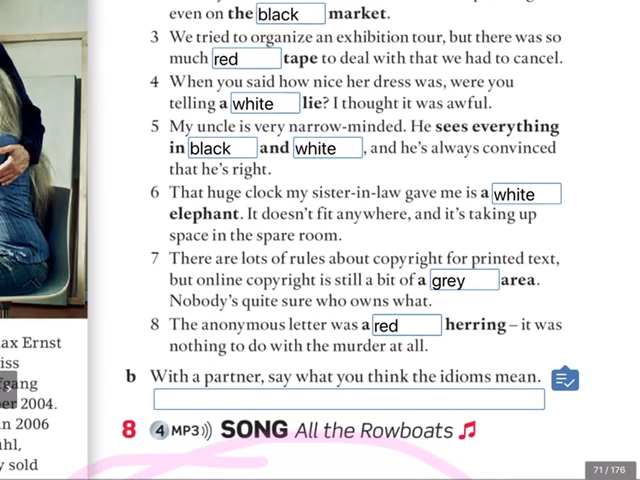 even on the black market.
3 We tried to organize an exhibition tour, but there was so
much red tape to deal with that we had to cancel.
4 When you said how nice her dress was, were you
telling a white lie? I thought it was awful.
5 My uncle is very narrow-minded. He sees everything
in black and white, and he's always convinced
that he's right.
6 That huge clock my sister-in-law gave me is a white
elephant. It doesn't fit anywhere, and it's taking up
space in the spare room.
7 There are lots of rules about copyright for printed text,
but online copyright is still a bit of a grey area.
Nobody's quite sure who owns what.
8 The anonymous letter was a red herring – it was
nothing to do with the murder at all.
ax Ernst
iss
fgang
er 2004.
n 2006
ühl,
y sold
b With a partner, say what you think the idioms mean.
8 4 MP3 SONG All the Rowboats
71 / 176